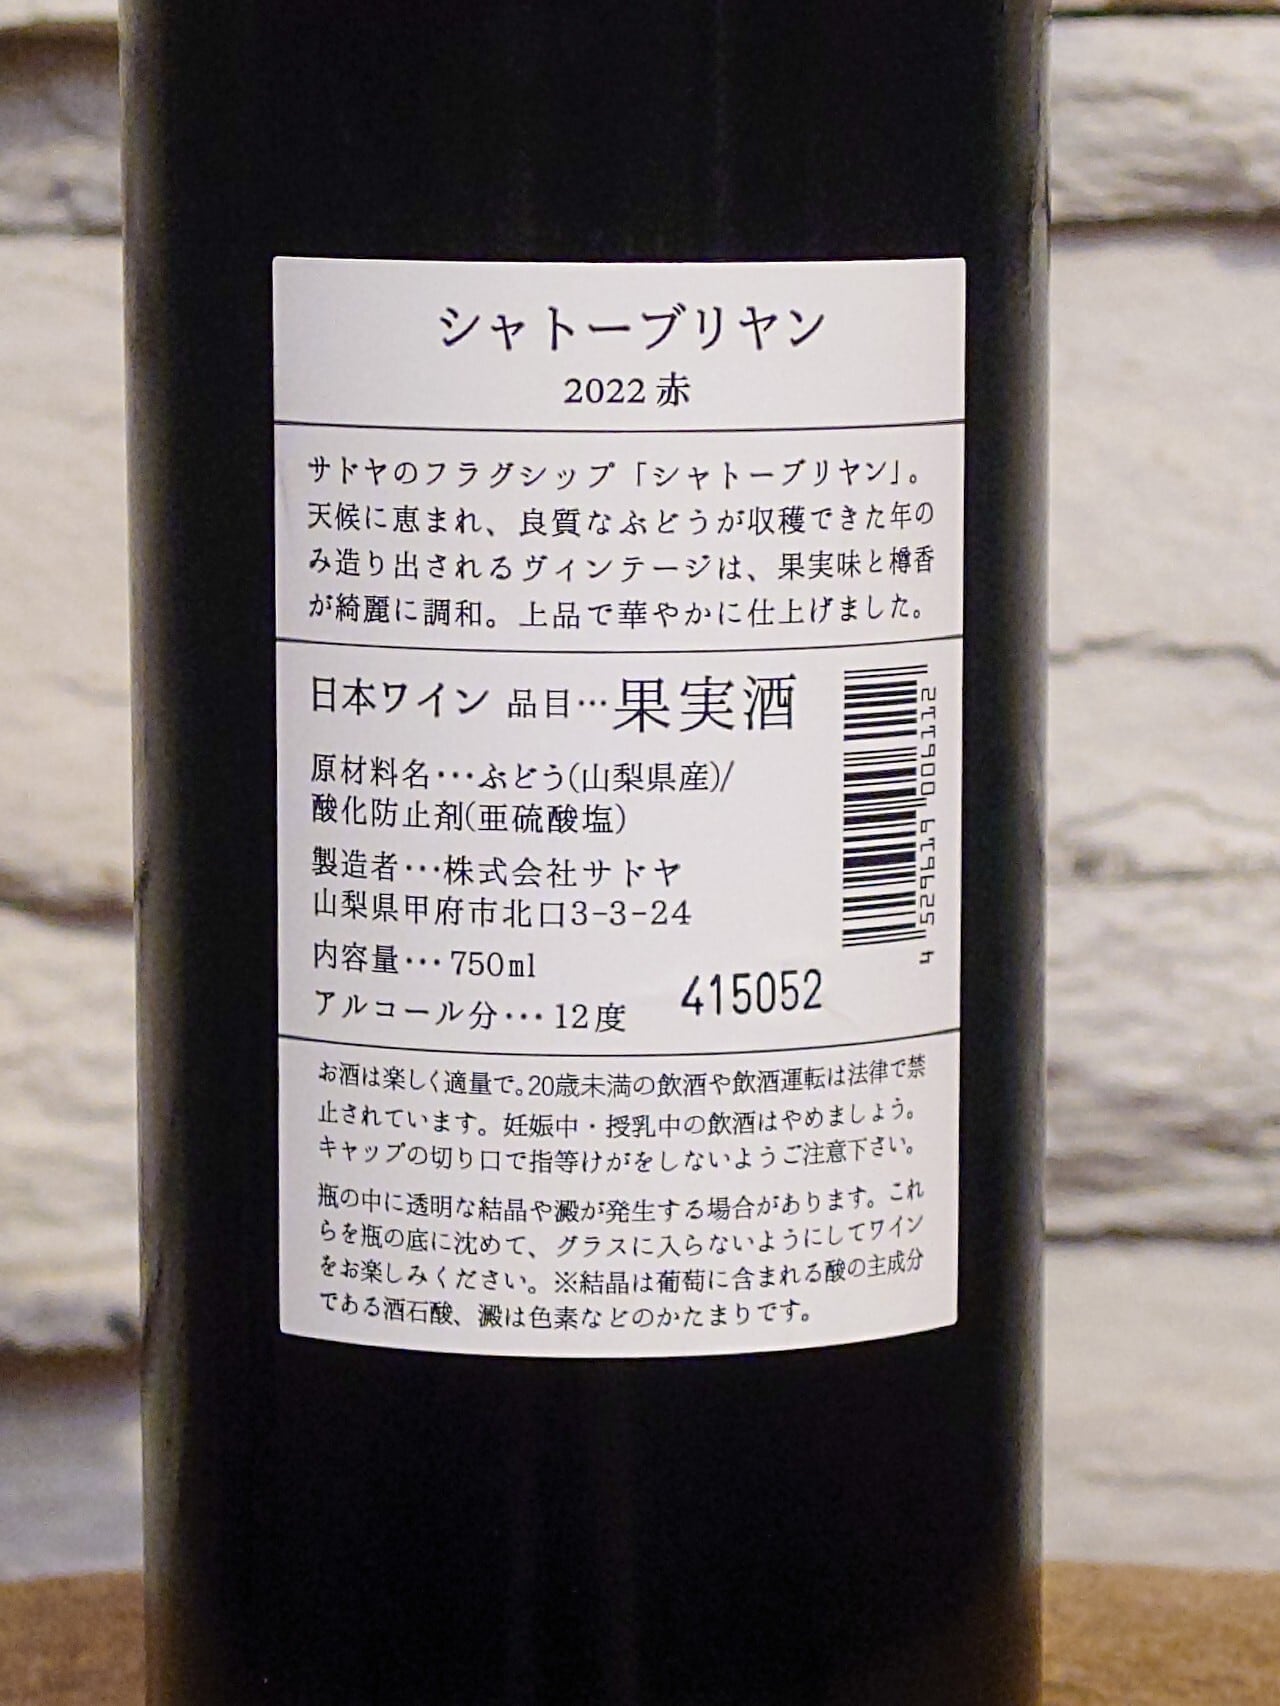 シャトーブリヤン
2022 赤
サドヤのフラグシップ「シャトーブリヤン」。
天候に恵まれ、良質なぶどうが収穫できた年の
み造り出されるヴィンテージは、果実味と樽香
が綺麗に調和。上品で華やかに仕上げました。
日本ワイン 品目…果実酒
原材料名…ぶどう(山梨県産)/
酸化防止剤(亜硫酸塩)
製造者…株式会社サドヤ
山梨県甲府市北口3-3-24
内容量…750ml
アルコール分…12度
415052
お酒は楽しく適量で。20歳未満の飲酒や飲酒運転は法律で禁
止されています。妊娠中・授乳中の飲酒はやめましょう。
キャップの切り口で指等けがをしないようご注意下さい。
瓶の中に透明な結晶や澱が発生する場合があります。これ
らを瓶の底に沈めて、グラスに入らないようにしてワイン
をお楽しみください。※結晶は葡萄に含まれる酸の主成分
である酒石酸、澱は色素などのかたまりです。